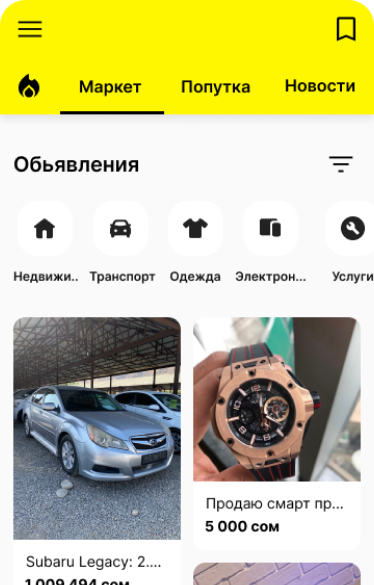 Маркет Попутка Новости
Обьявления
Недвижи.. Транспорт Одежда Электрон... Услуги
Продаю смарт пр...
5 000 сом
Subaru Legacy: 2....
1 009 494 сом